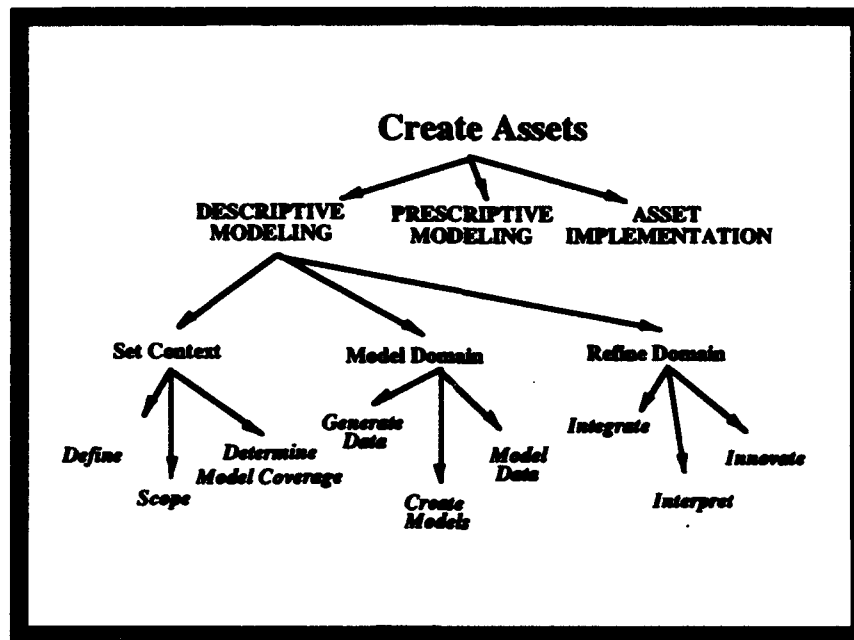 Create Assets
DESCRIPTIVE
MODELING
PRESCRIPTIVE
MODELING
ASSET
IMPLEMENTATION
Set Context
Model Domain
Refine Domain
Define
Scope
Determine
Model Coverage
Generate
Data
Create
Models
Model
Data
Integrate
Interpret
Innovate